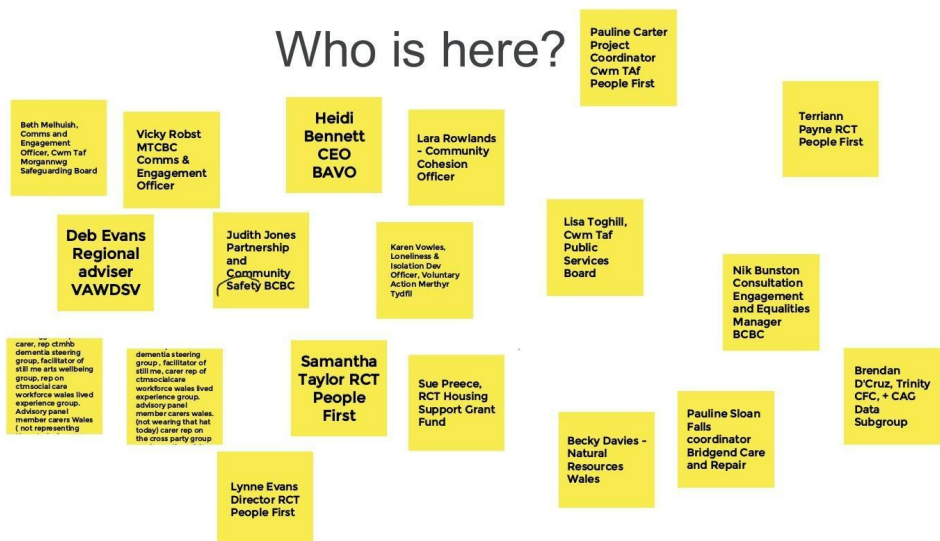 Who is here?
Pauline Carter
Project
Coordinator
Cwm TAf
People First
Terriann
Payne RCT
People First
Beth Melhuish,
Comms and
Engagement
Officer, Cwm Taf
Morgannwg
Safeguarding Board
Vicky Robst
MTCBC
Comms &
Engagement
Officer
Heidi
Bennett
CEO
BAVO
Lara Rowlands
- Community
Cohesion
Officer
Deb Evans
Regional
adviser
VAWDSV
Judith Jones
Partnership
and
Community
Safety BCBC
Karen Vowles,
Loneliness &
Isolation Dev
Officer, Voluntary
Action Merthyr
Tydfil
Lisa Toghill,
Cwm Taf
Public
Services
Board
Nik Bunston
Consultation
Engagement
and Equalities
Manager
BCBC
carer, rep ctmhb
dementia steering
group, facilitator of
still me arts wellbeing
group, rep on
ctmsocial care
workforce wales lived
experience group.
Advisory panel
member carers Wales
( not representing
dementia steering
group , facilitator of
still me, carer rep of
ctmsocialcare
workforce wales lived
experience group.
advisory panel
member carers wales.
(not wearing that hat
today) carer rep on
the cross party group
Samantha
Taylor RCT
People
First
Sue Preece,
RCT Housing
Support Grant
Fund
Becky Davies -
Natural
Resources
Wales
Pauline Sloan
Falls
coordinator
Bridgend Care
and Repair
Brendan
D'Cruz, Trinity
CFC, + CAG
Data
Subgroup
Lynne Evans
Director RCT
People First